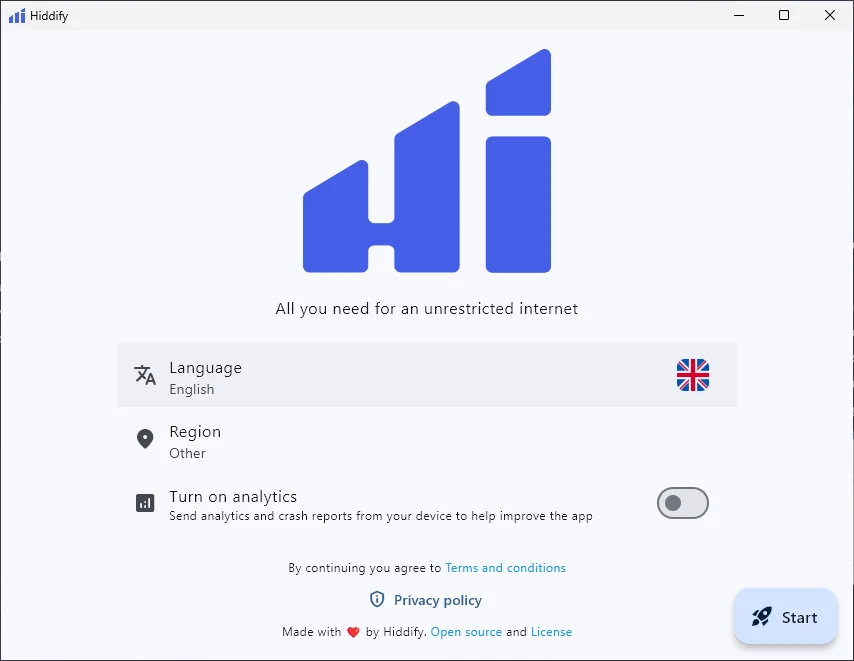 Hiddify
All you need for an unrestricted internet
Language
English
Region
Other
Turn on analytics
Send analytics and crash reports from your device to help improve the app
By continuing you agree to Terms and conditions
Privacy policy
Made with ❤️ by Hiddify. Open source and License
Start